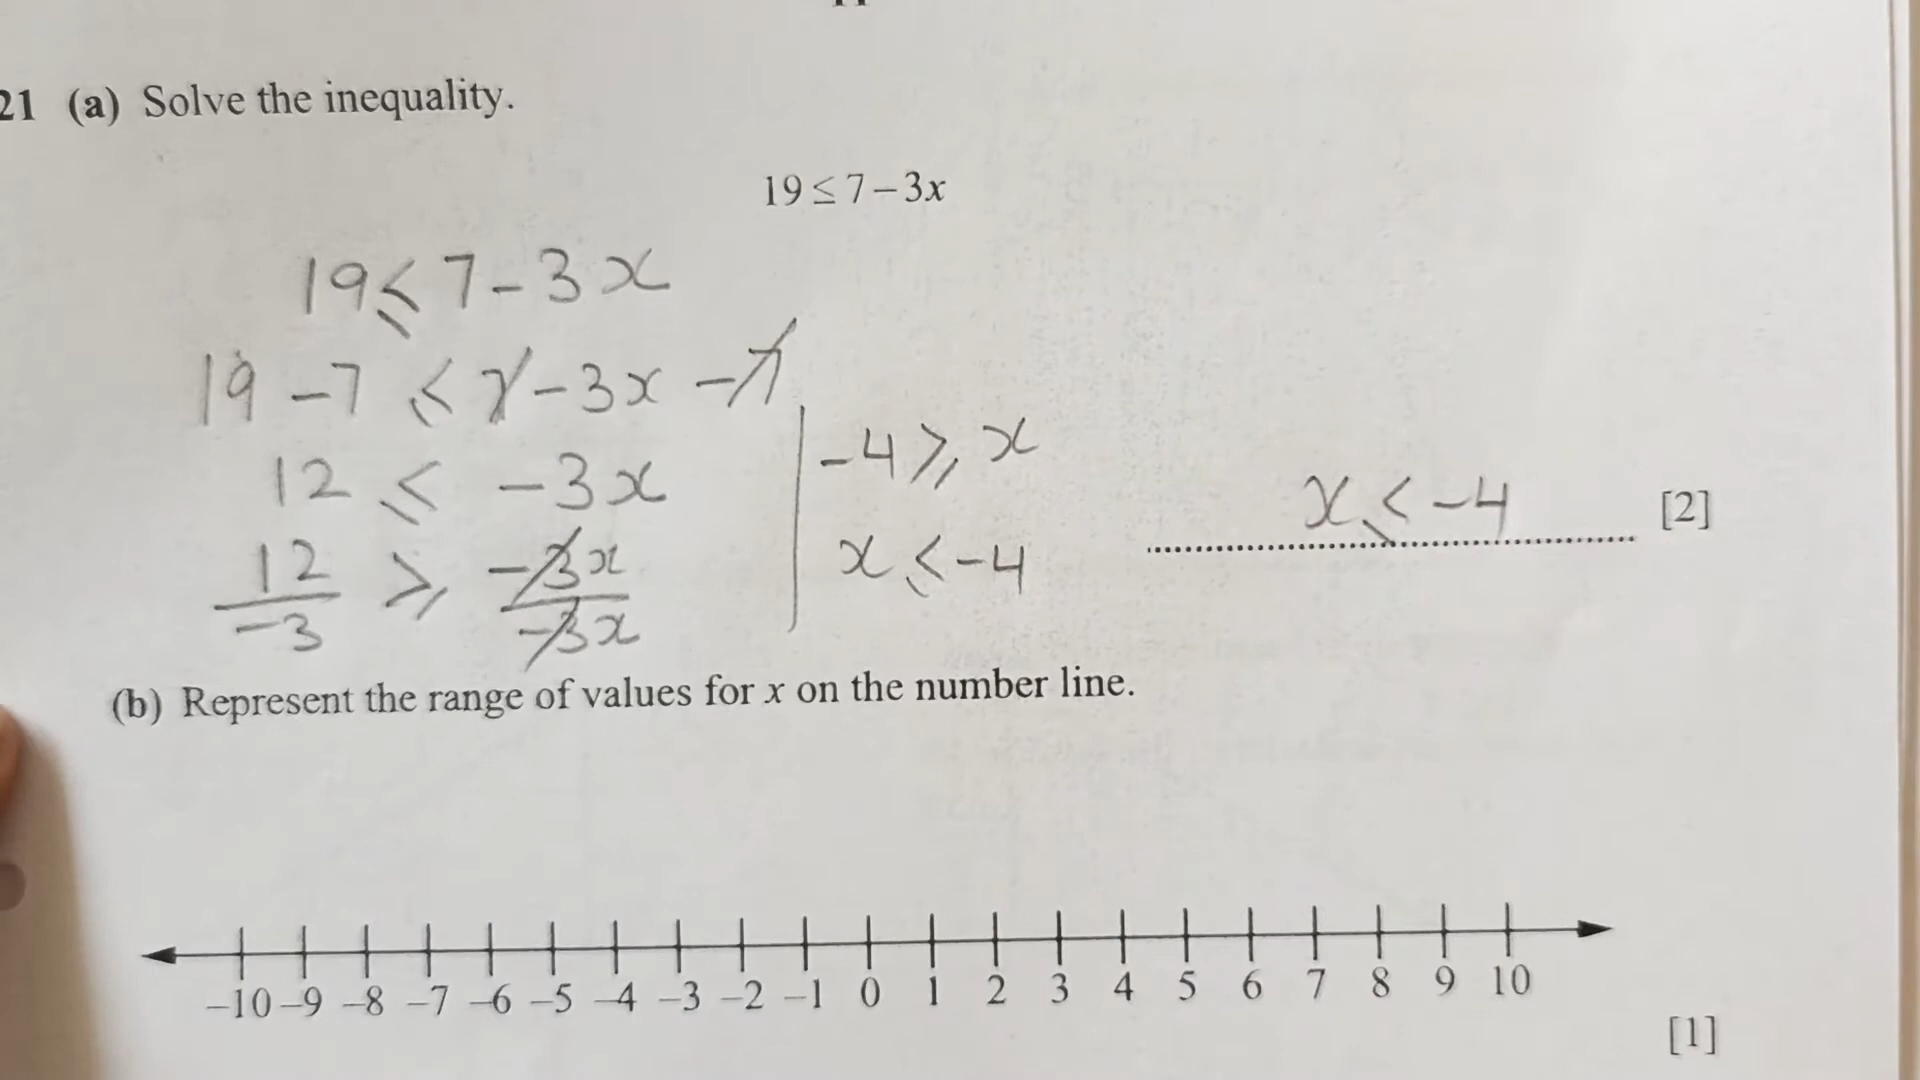 21 (a) Solve the inequality.
19 ≤ 7 – 3x
19 ≤ 7 - 3x
19 - 7 ≤ 7 - 3x - 7
12 ≤ -3x
12/-3 ≥ -3x/-3x
-4 ≥ x
x ≤ -4
x ≤ -4 [2]
(b) Represent the range of values for x on the number line.
–10 –9 –8 –7 –6 –5 –4 –3 –2 –1 0 1 2 3 4 5 6 7 8 9 10
[1]